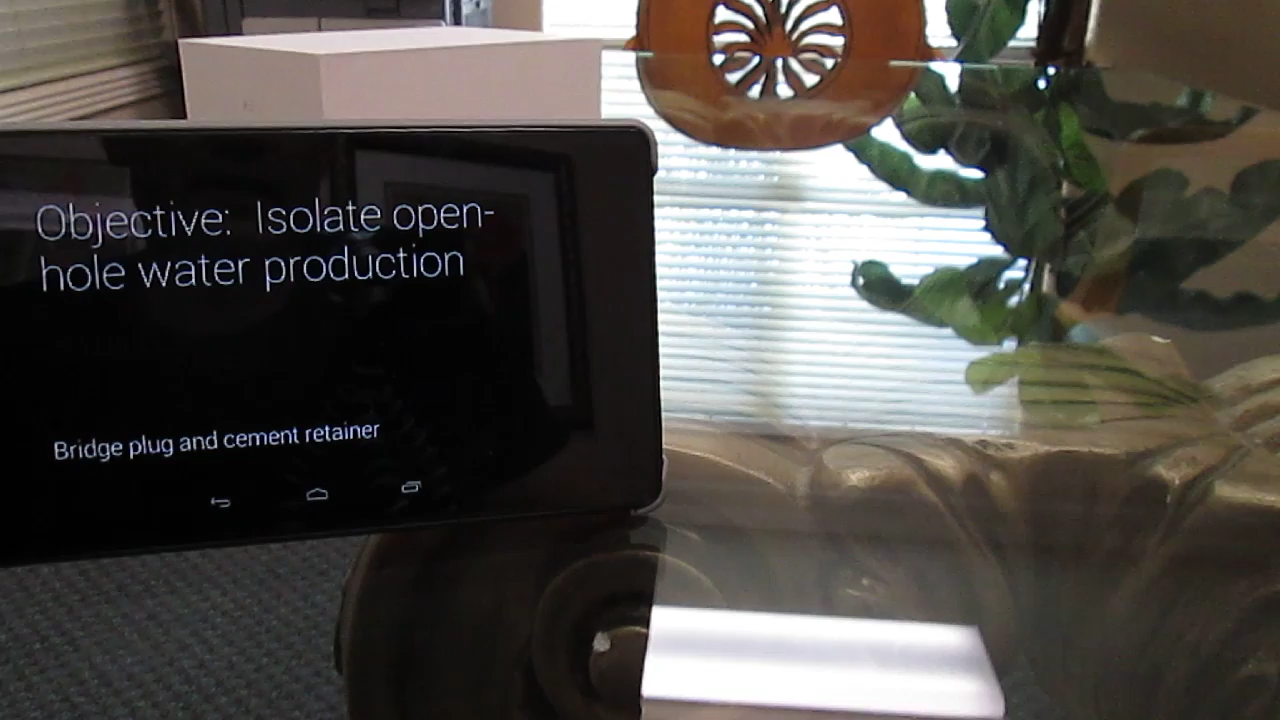 Objective:  Isolate open-
hole water production
Bridge plug and cement retainer